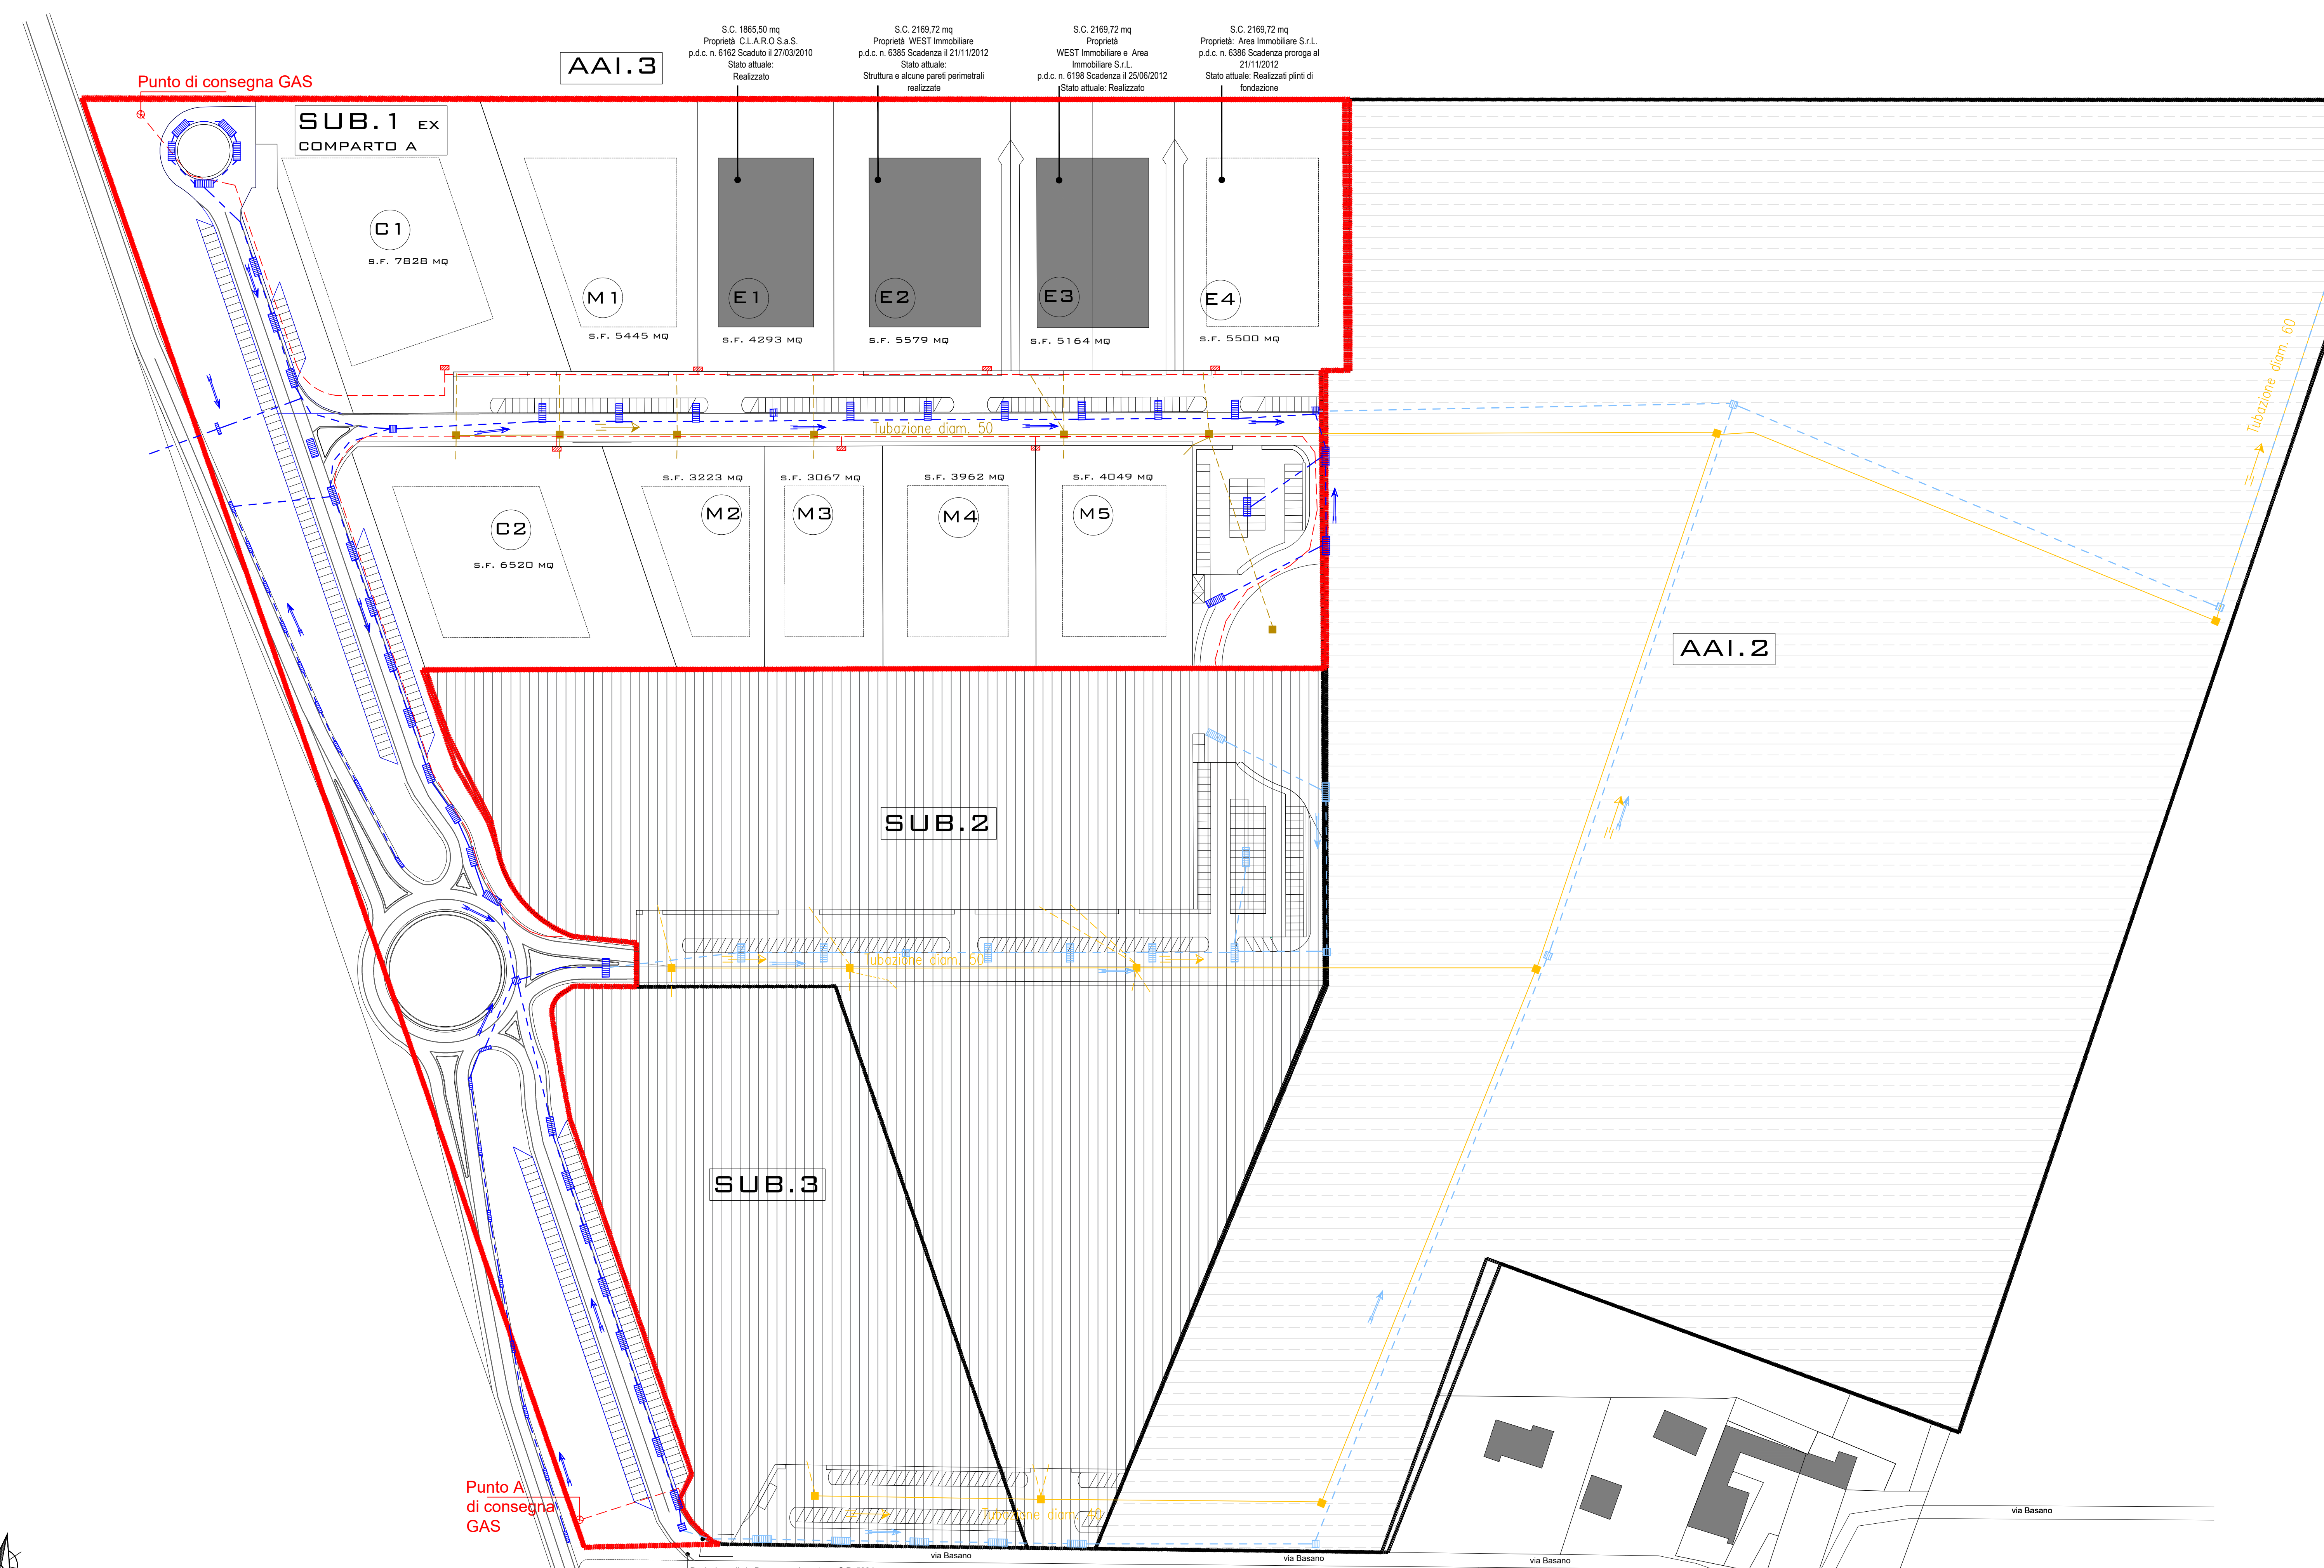 S.C. 1865,50 mq
Proprietà C.L.A.R.O S.a.S.
p.d.c. n. 6162 Scaduto il 27/03/2010
Stato attuale:
Realizzato
S.C. 2169,72 mq
Proprietà WEST Immobiliare
p.d.c. n. 6385 Scadenza il 21/11/2012
Stato attuale:
Struttura e alcune pareti perimetrali
realizzate
S.C. 2169,72 mq
Proprietà
WEST Immobiliare e Area
Immobiliare S.r.L.
p.d.c. n. 6198 Scadenza il 25/06/2012
Stato attuale: Realizzato
S.C. 2169,72 mq
Proprietà: Area Immobiliare S.r.L.
p.d.c. n. 6386 Scadenza proroga al
21/11/2012
Stato attuale: Realizzati plinti di
fondazione
AAI.3
Punto di consegna GAS
SUB.1 EX
COMPARTO A
C1
S.F. 7828 MQ
M1
S.F. 5445 MQ
E1
S.F. 4293 MQ
E2
S.F. 5579 MQ
E3
S.F. 5164 MQ
E4
S.F. 5500 MQ
Tubazione diam. 60
Tubazione diam. 50
C2
S.F. 6520 MQ
S.F. 3223 MQ
M2
S.F. 3067 MQ
M3
S.F. 3962 MQ
M4
S.F. 4049 MQ
M5
AAI.2
SUB.2
Tubazione diam. 50
SUB.3
Punto A
di consegna
GAS
Tubazione diam. 40
via Basano
via Basano
via Basano
via Basano